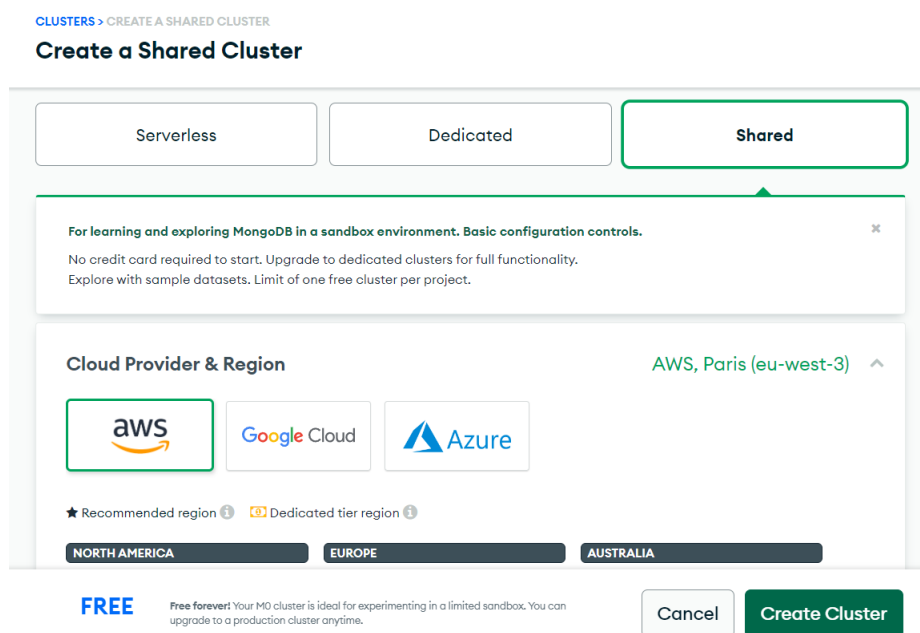 CLUSTERS > CREATE A SHARED CLUSTER
Create a Shared Cluster
Serverless
Dedicated
Shared
For learning and exploring MongoDB in a sandbox environment. Basic configuration controls.
No credit card required to start. Upgrade to dedicated clusters for full functionality.
Explore with sample datasets. Limit of one free cluster per project.
Cloud Provider & Region
AWS, Paris (eu-west-3)
aws
Google Cloud
Azure
Recommended region
Dedicated tier region
NORTH AMERICA
EUROPE
AUSTRALIA
FREE
Free forever! Your M0 cluster is ideal for experimenting in a limited sandbox. You can
upgrade to a production cluster anytime.
Cancel
Create Cluster